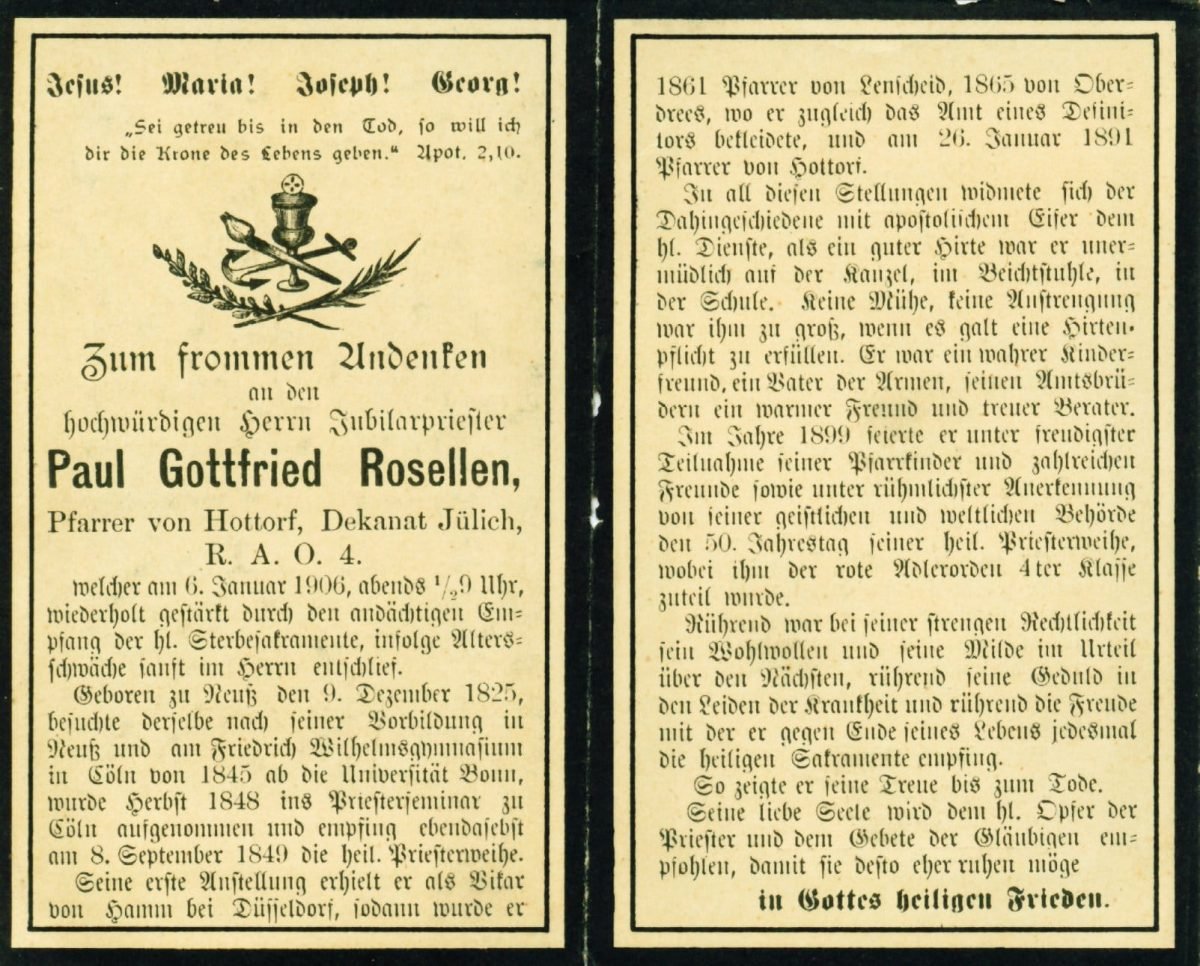 Jesus! Maria! Joseph! Georg!
„Sei getreu bis in den Tod, so will ich
dir die Krone des Lebens geben.“ Apot. 2,10.
Zum frommen Andenken
an den
hochwürdigen Herrn Jubilarpriester
Paul Gottfried Rosellen,
Pfarrer von Hottorf, Dekanat Jülich,
R. A. O. 4.
welcher am 6. Januar 1906, abends 1/29 Uhr,
wiederholt gestärkt durch den andächtigen Em-
pfang der hl. Sterbesakramente, infolge Alters-
schwäche sanft im Herrn entschlief.
Geboren zu Neuß den 9. Dezember 1825,
besuchte derselbe nach seiner Vorbildung in
Neuß und am Friedrich Wilhelmsgymnasium
in Cöln von 1845 ab die Universität Bonn,
wurde Herbst 1848 ins Priesterseminar zu
Cöln aufgenommen und empfing ebendasebst
am 8. September 1849 die heil. Priesterweihe.
Seine erste Anstellung erhielt er als Vikar
von Hamm bei Düsseldorf, sodann wurde er
1861 Pfarrer von Lenscheid, 1865 von Ober-
drees, wo er zugleich das Amt eines Defini-
tors bekleidete, und am 26. Januar 1891
Pfarrer von Hottorf.
In all diesen Stellungen widmete sich der
Dahingeschiedene mit apostolischem Eifer dem
hl. Dienste, als ein guter Hirte war er uner-
müdlich auf der Kanzel, im Beichtstuhle, in
der Schule. Keine Mühe, keine Anstrengung
war ihm zu groß, wenn es galt eine Hirten-
pflicht zu erfüllen. Er war ein wahrer Kinder-
freund, ein Vater der Armen, seinen Amtsbrü-
dern ein warmer Freund und treuer Berater.
Im Jahre 1899 feierte er unter freudigster
Teilnahme seiner Pfarrkinder und zahlreichen
Freunde sowie unter rühmlichster Anerkennung
von seiner geistlichen und weltlichen Behörde
den 50. Jahrestag seiner heil. Priesterweihe,
wobei ihm der rote Adlerorden 4ter Klasse
zuteil wurde.
Rührend war bei seiner strengen Rechtlichkeit
sein Wohlwollen und seine Milde im Urteil
über den Nächsten, rührend seine Geduld in
den Leiden der Krankheit und rührend die Freude
mit der er gegen Ende seines Lebens jedesmal
die heiligen Sakramente empfing.
So zeigte er seine Treue bis zum Tode.
Seine liebe Seele wird dem hl. Opfer der
Priester und dem Gebete der Gläubigen em-
pfohlen, damit sie desto eher ruhen möge
in Gottes heiligen Frieden.